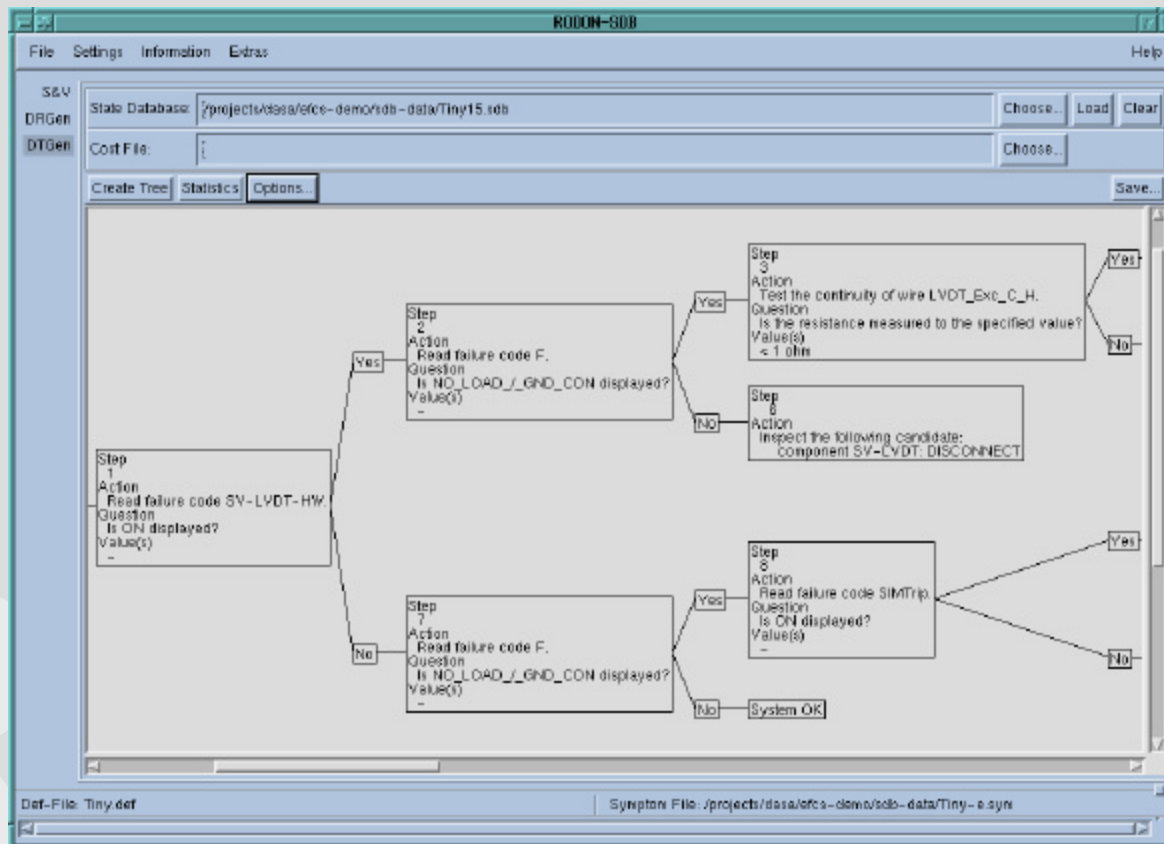 RODON-SDB
File Settings Information Extras Help
S&V
DRGen
DTGen
State Database: /projects/dasa/efcs-demo/sdb-data/Tiny15.sdb Choose... Load Clear
Cost File: Choose...
Create Tree Statistics Options... Save...
Step
1
Action
Read failure code SV-LVDT-HW.
Question
Is ON displayed?
Value(s)
-
Yes
No
Step
2
Action
Read failure code F.
Question
Is NO_LOAD_/_GND_CON displayed?
Value(s)
-
Yes
No
Step
3
Action
Test the continuity of wire LVDT_Exc_C_H.
Question
Is the resistance measured to the specified value?
Value(s)
< 1 ohm
Yes
No
Step
6
Action
Inspect the following candidate:
component SV-LVDT: DISCONNECT
Step
7
Action
Read failure code F.
Question
Is NO_LOAD_/_GND_CON displayed?
Value(s)
-
Yes
No
Step
8
Action
Read failure code SIMTrip.
Question
Is ON displayed?
Value(s)
-
Yes
No
System OK
Def-File: Tiny.def Symptom File: /projects/dasa/efcs-demo/sdb-data/Tiny-e.sym